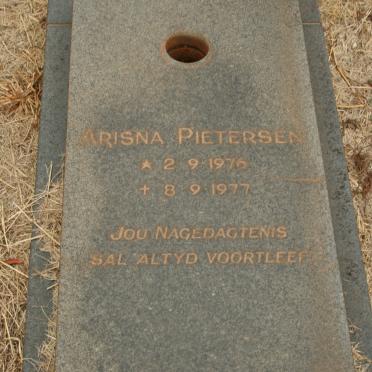 ARISNA PIETERSEN
★ 2·9·1976
✝ 8·9·1977
JOU NAGEDAGTENIS
SAL ALTYD VOORTLEEF